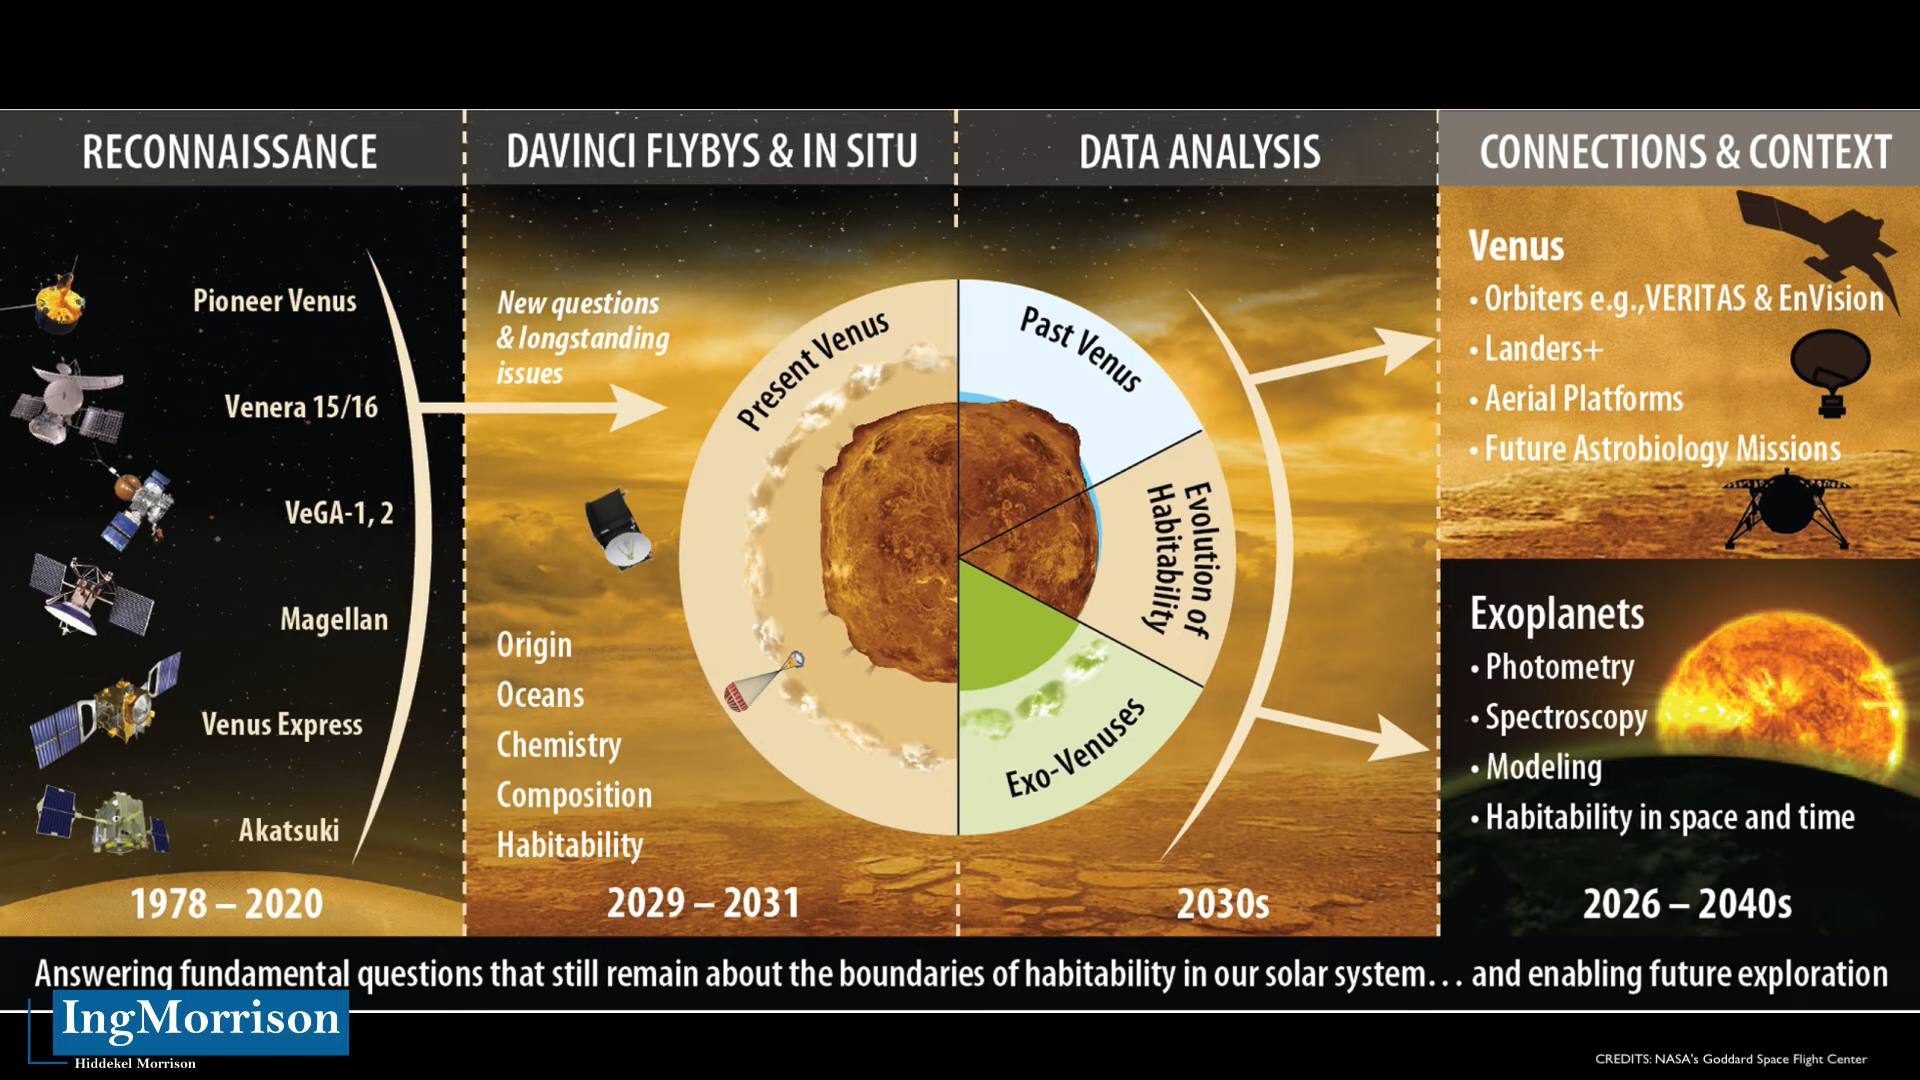 RECONNAISSANCE
Pioneer Venus
Venera 15/16
VeGA-1, 2
Magellan
Venus Express
Akatsuki
1978 – 2020
DAVINCI FLYBYS & IN SITU
New questions
& longstanding
issues
Origin
Oceans
Chemistry
Composition
Habitability
2029 – 2031
Present Venus
DATA ANALYSIS
Past Venus
Evolution of
Habitability
Exo-Venuses
2030s
CONNECTIONS & CONTEXT
Venus
• Orbiters e.g., VERITAS & EnVision
• Landers+
• Aerial Platforms
• Future Astrobiology Missions
Exoplanets
• Photometry
• Spectroscopy
• Modeling
• Habitability in space and time
2026 – 2040s
Answering fundamental questions that still remain about the boundaries of habitability in our solar system... and enabling future exploration
IngMorrison
Hiddekel Morrison
CREDITS: NASA's Goddard Space Flight Center